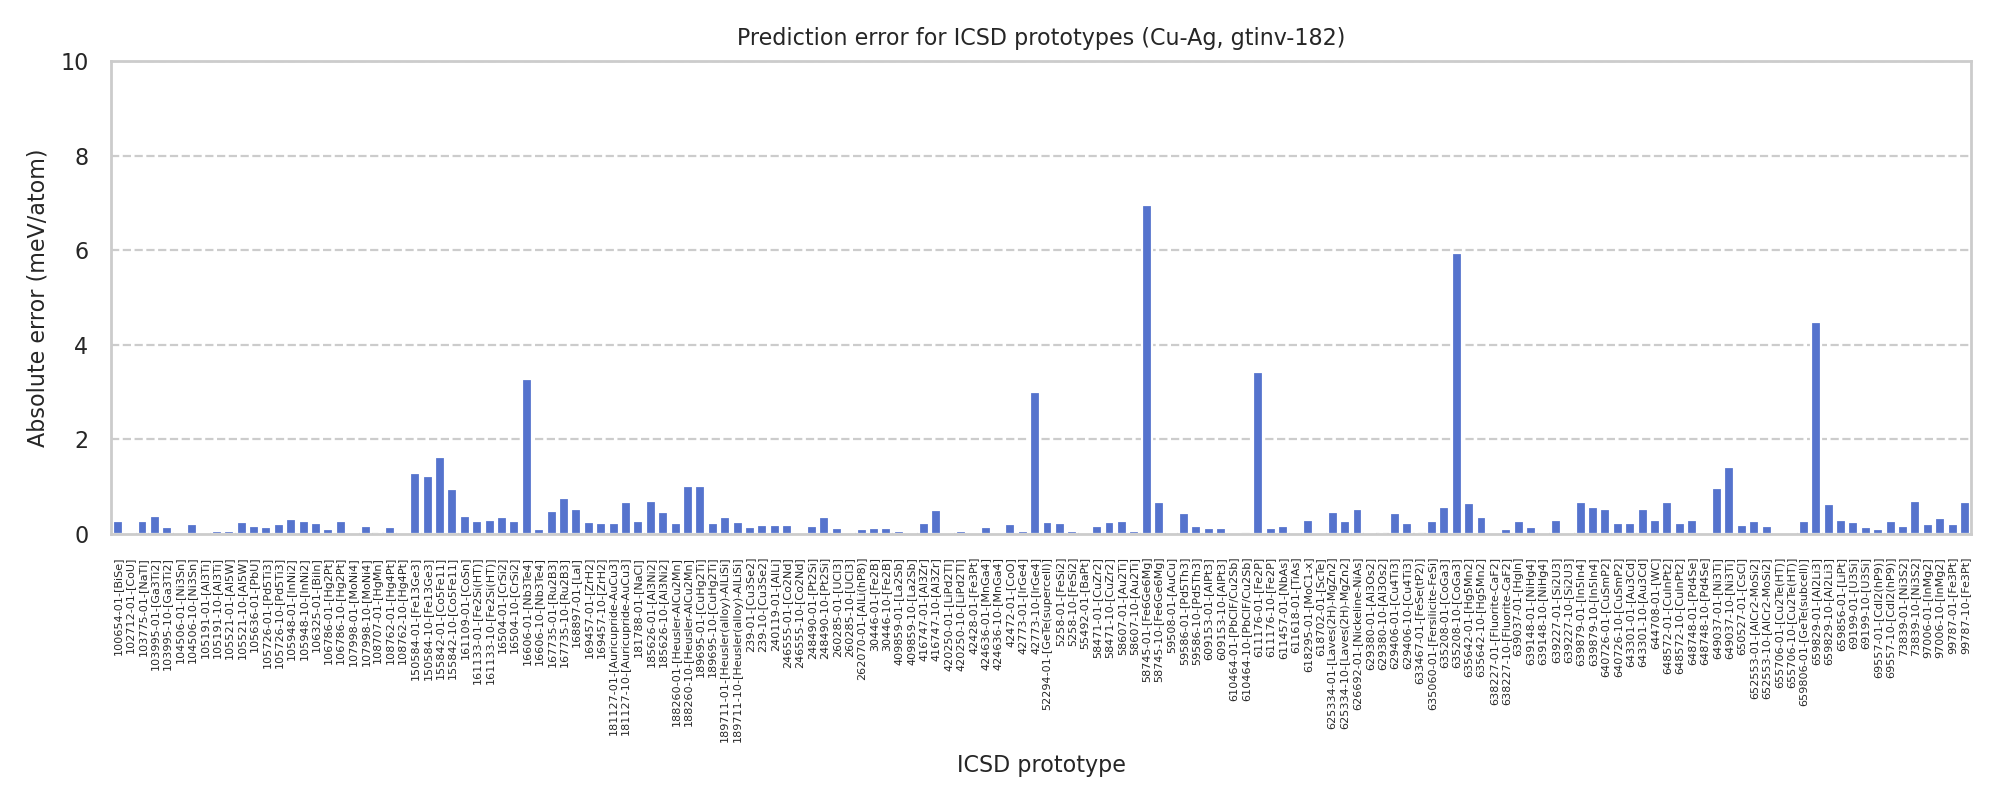 Prediction error for ICSD prototypes (Cu-Ag, gtinv-182)
Absolute error (meV/atom)
10
8
6
4
2
0
100654-01-[BiSe]
102712-01-[CoU]
103775-01-[NaTl]
103995-01-[Ga3Ti2]
103995-10-[Ga3Ti2]
104506-01-[Ni3Sn]
104506-10-[Ni3Sn]
105191-01-[Al3Ti]
105191-10-[Al3Ti]
105521-01-[Al5W]
105521-10-[Al5W]
105636-01-[PbU]
105726-01-[Pd5Ti3]
105726-10-[Pd5Ti3]
105948-01-[InNi2]
105948-10-[InNi2]
106325-01-[BiIn]
106786-01-[Hg2Pt]
106786-10-[Hg2Pt]
107998-01-[MoNi4]
107998-10-[MoNi4]
108707-01-[HgMn]
108762-01-[Hg4Pt]
108762-10-[Hg4Pt]
150584-01-[Fe13Ge3]
150584-10-[Fe13Ge3]
155842-01-[Co5Fe11]
155842-10-[Co5Fe11]
161109-01-[CoSn]
161133-01-[Fe2Si(HT)]
161133-10-[Fe2Si(HT)]
16504-01-[CrSi2]
16504-10-[CrSi2]
16606-01-[Nb3Te4]
16606-10-[Nb3Te4]
167735-01-[Ru2B3]
167735-10-[Ru2B3]
168897-01-[LaI]
169457-01-[ZrH2]
169457-10-[ZrH2]
181127-01-[Auricupride-AuCu3]
181127-10-[Auricupride-AuCu3]
181788-01-[NaCl]
185626-01-[Al3Ni2]
185626-10-[Al3Ni2]
188260-01-[Heusler-AlCu2Mn]
188260-10-[Heusler-AlCu2Mn]
189695-01-[CuHg2Ti]
189695-10-[CuHg2Ti]
189711-01-[Heusler(alloy)-AlLiSi]
189711-10-[Heusler(alloy)-AlLiSi]
239-01-[Cu3Se2]
239-10-[Cu3Se2]
240119-01-[AlLi]
246555-01-[Co2Nd]
246555-10-[Co2Nd]
248490-01-[Pt2Si]
248490-10-[Pt2Si]
260285-01-[UCl3]
260285-10-[UCl3]
262070-01-[AlLi(hP8)]
30446-01-[Fe2B]
30446-10-[Fe2B]
409859-01-[La2Sb]
409859-10-[La2Sb]
416747-01-[Al3Zr]
416747-10-[Al3Zr]
420250-01-[LiPd2Tl]
420250-10-[LiPd2Tl]
42428-01-[Fe3Pt]
424636-01-[MnGa4]
424636-10-[MnGa4]
42472-01-[CoO]
42773-01-[IrGe4]
42773-10-[IrGe4]
52294-01-[GeTe(supercell)]
5258-01-[FeSi2]
5258-10-[FeSi2]
55492-01-[BaPt]
58471-01-[CuZr2]
58471-10-[CuZr2]
58607-01-[Au2Ti]
58607-10-[Au2Ti]
58745-01-[Fe6Ge6Mg]
58745-10-[Fe6Ge6Mg]
59508-01-[AuCu]
59586-01-[Pd5Th3]
59586-10-[Pd5Th3]
609153-01-[AlPt3]
609153-10-[AlPt3]
610464-01-[PbClF/Cu2Sb]
610464-10-[PbClF/Cu2Sb]
611176-01-[Fe2P]
611176-10-[Fe2P]
611457-01-[NbAs]
611618-01-[TiAs]
618295-01-[MoC1-x]
618702-01-[ScTe]
625334-01-[Laves(2H)-MgZn2]
625334-10-[Laves(2H)-MgZn2]
626692-01-[Nickeline-NiAs]
629380-01-[Al3Os2]
629380-10-[Al3Os2]
629406-01-[Cu4Ti3]
629406-10-[Cu4Ti3]
633467-01-[FeSe(tP2)]
635060-01-[Fersilicite-FeSi]
635208-01-[CoGa3]
635208-10-[CoGa3]
635642-01-[Hg5Mn2]
635642-10-[Hg5Mn2]
638227-01-[Fluorite-CaF2]
638227-10-[Fluorite-CaF2]
639037-01-[HgIn]
639148-01-[NiHg4]
639148-10-[NiHg4]
639227-01-[Si2U3]
639227-10-[Si2U3]
639879-01-[In5In4]
639879-10-[In5In4]
640726-01-[CuSmP2]
640726-10-[CuSmP2]
643301-01-[Au3Cd]
643301-10-[Au3Cd]
644708-01-[WC]
648572-01-[CuInPt2]
648572-10-[CuInPt2]
648748-01-[Pd4Se]
648748-10-[Pd4Se]
649037-01-[Ni3Ti]
649037-10-[Ni3Ti]
650527-01-[CsCl]
652553-01-[AlCr2-MoSi2]
652553-10-[AlCr2-MoSi2]
655706-01-[Cu2Te(HT)]
655706-10-[Cu2Te(HT)]
659806-01-[GeTe(subcell)]
659829-01-[Al2Li3]
659829-10-[Al2Li3]
659856-01-[LiPt]
69199-01-[U3Si]
69199-10-[U3Si]
69557-01-[CdI2(hP9)]
69557-10-[CdI2(hP9)]
73839-01-[Ni3S2]
73839-10-[Ni3S2]
97006-01-[InMg2]
97006-10-[InMg2]
99787-01-[Fe3Pt]
99787-10-[Fe3Pt]
ICSD prototype